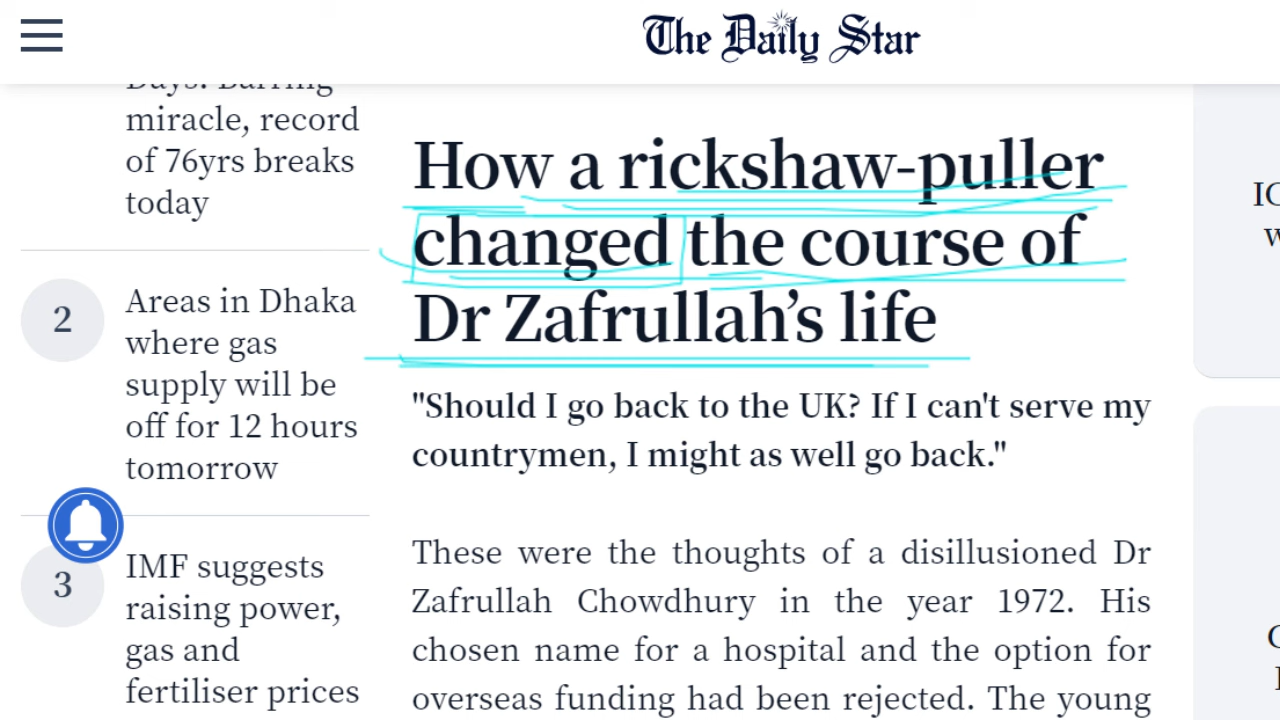 The Daily Star
Days: Barring
miracle, record
of 76yrs breaks
today
2
Areas in Dhaka
where gas
supply will be
off for 12 hours
tomorrow
3
IMF suggests
raising power,
gas and
fertiliser prices
How a rickshaw-puller
changed the course of
Dr Zafrullah’s life
"Should I go back to the UK? If I can't serve my
countrymen, I might as well go back."
These were the thoughts of a disillusioned Dr
Zafrullah Chowdhury in the year 1972. His
chosen name for a hospital and the option for
overseas funding had been rejected. The young